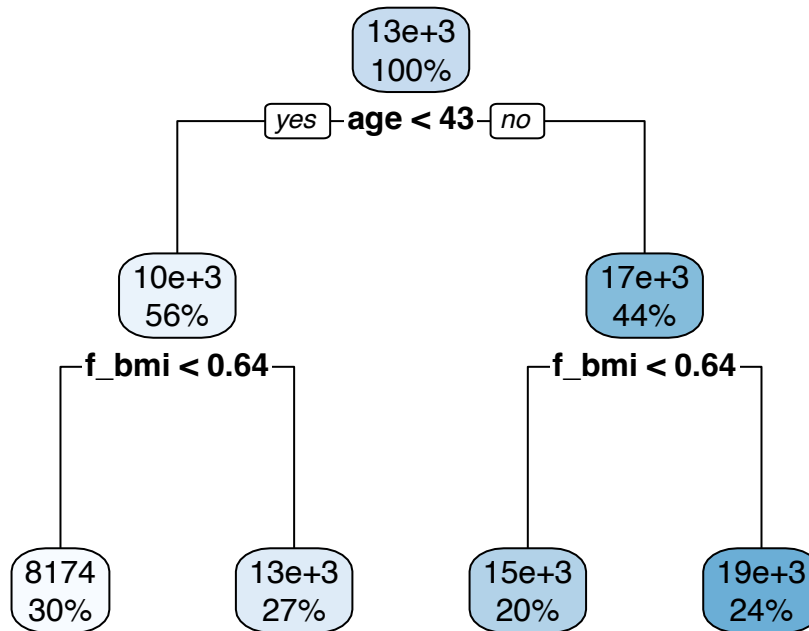 13e+3
100%
yes age < 43 no
10e+3
56%
17e+3
44%
f_bmi < 0.64
f_bmi < 0.64
8174
30%
13e+3
27%
15e+3
20%
19e+3
24%